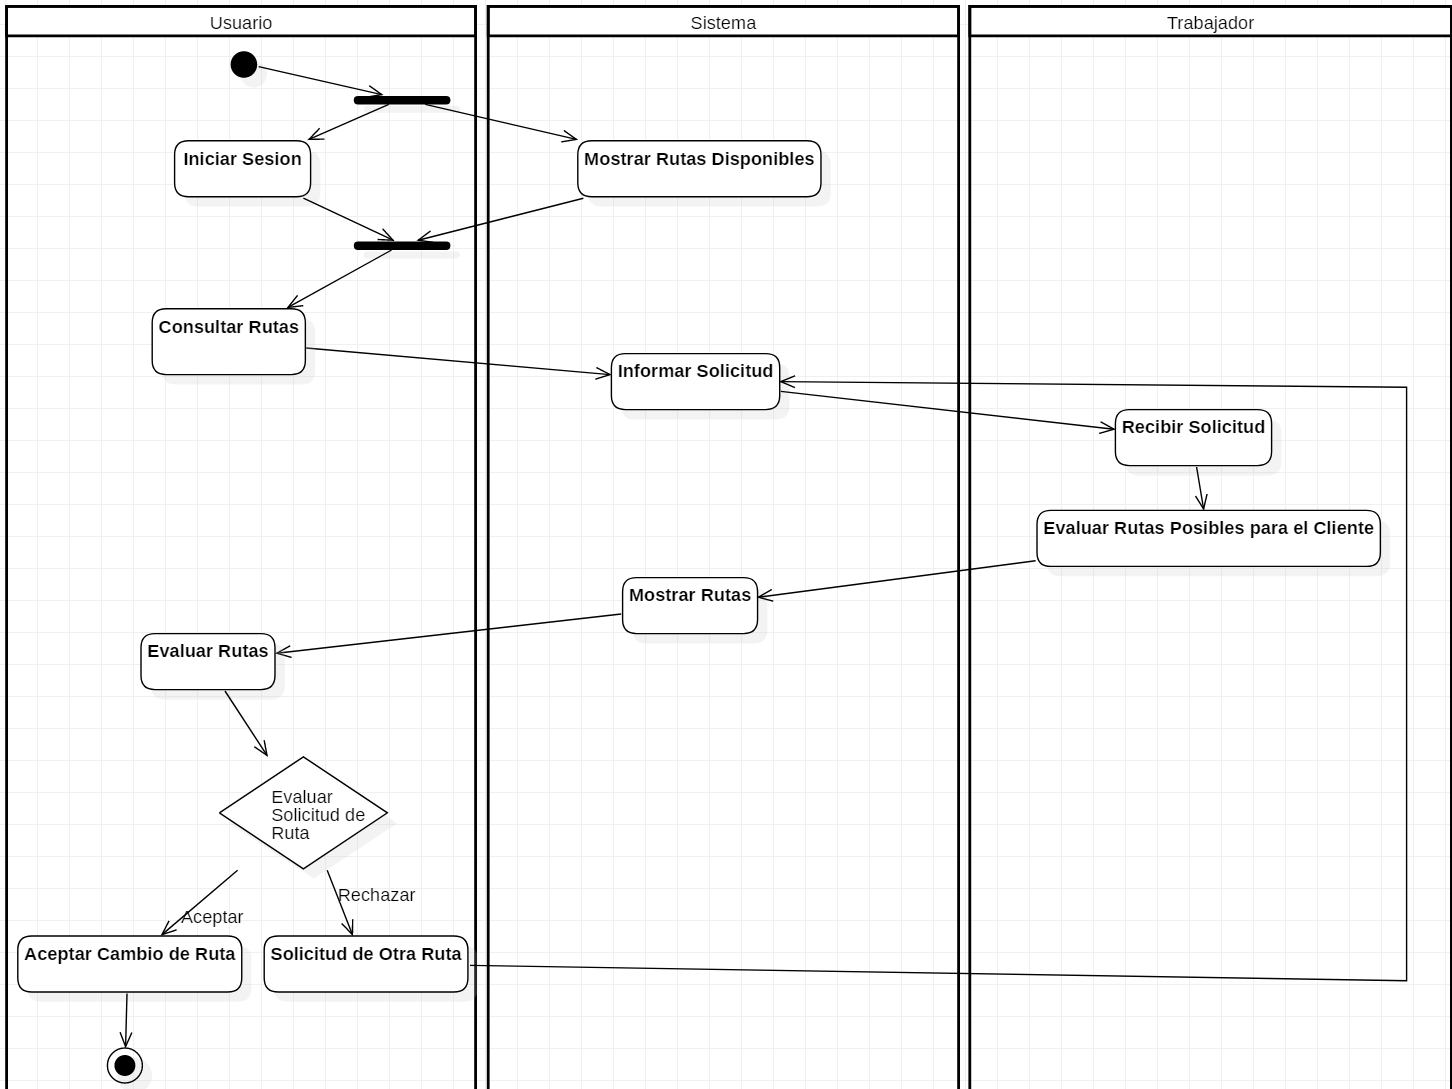 Usuario
Sistema
Trabajador
Iniciar Sesion
Mostrar Rutas Disponibles
Consultar Rutas
Informar Solicitud
Recibir Solicitud
Evaluar Rutas Posibles para el Cliente
Mostrar Rutas
Evaluar Rutas
Evaluar
Solicitud de
Ruta
Rechazar
Aceptar
Aceptar Cambio de Ruta
Solicitud de Otra Ruta